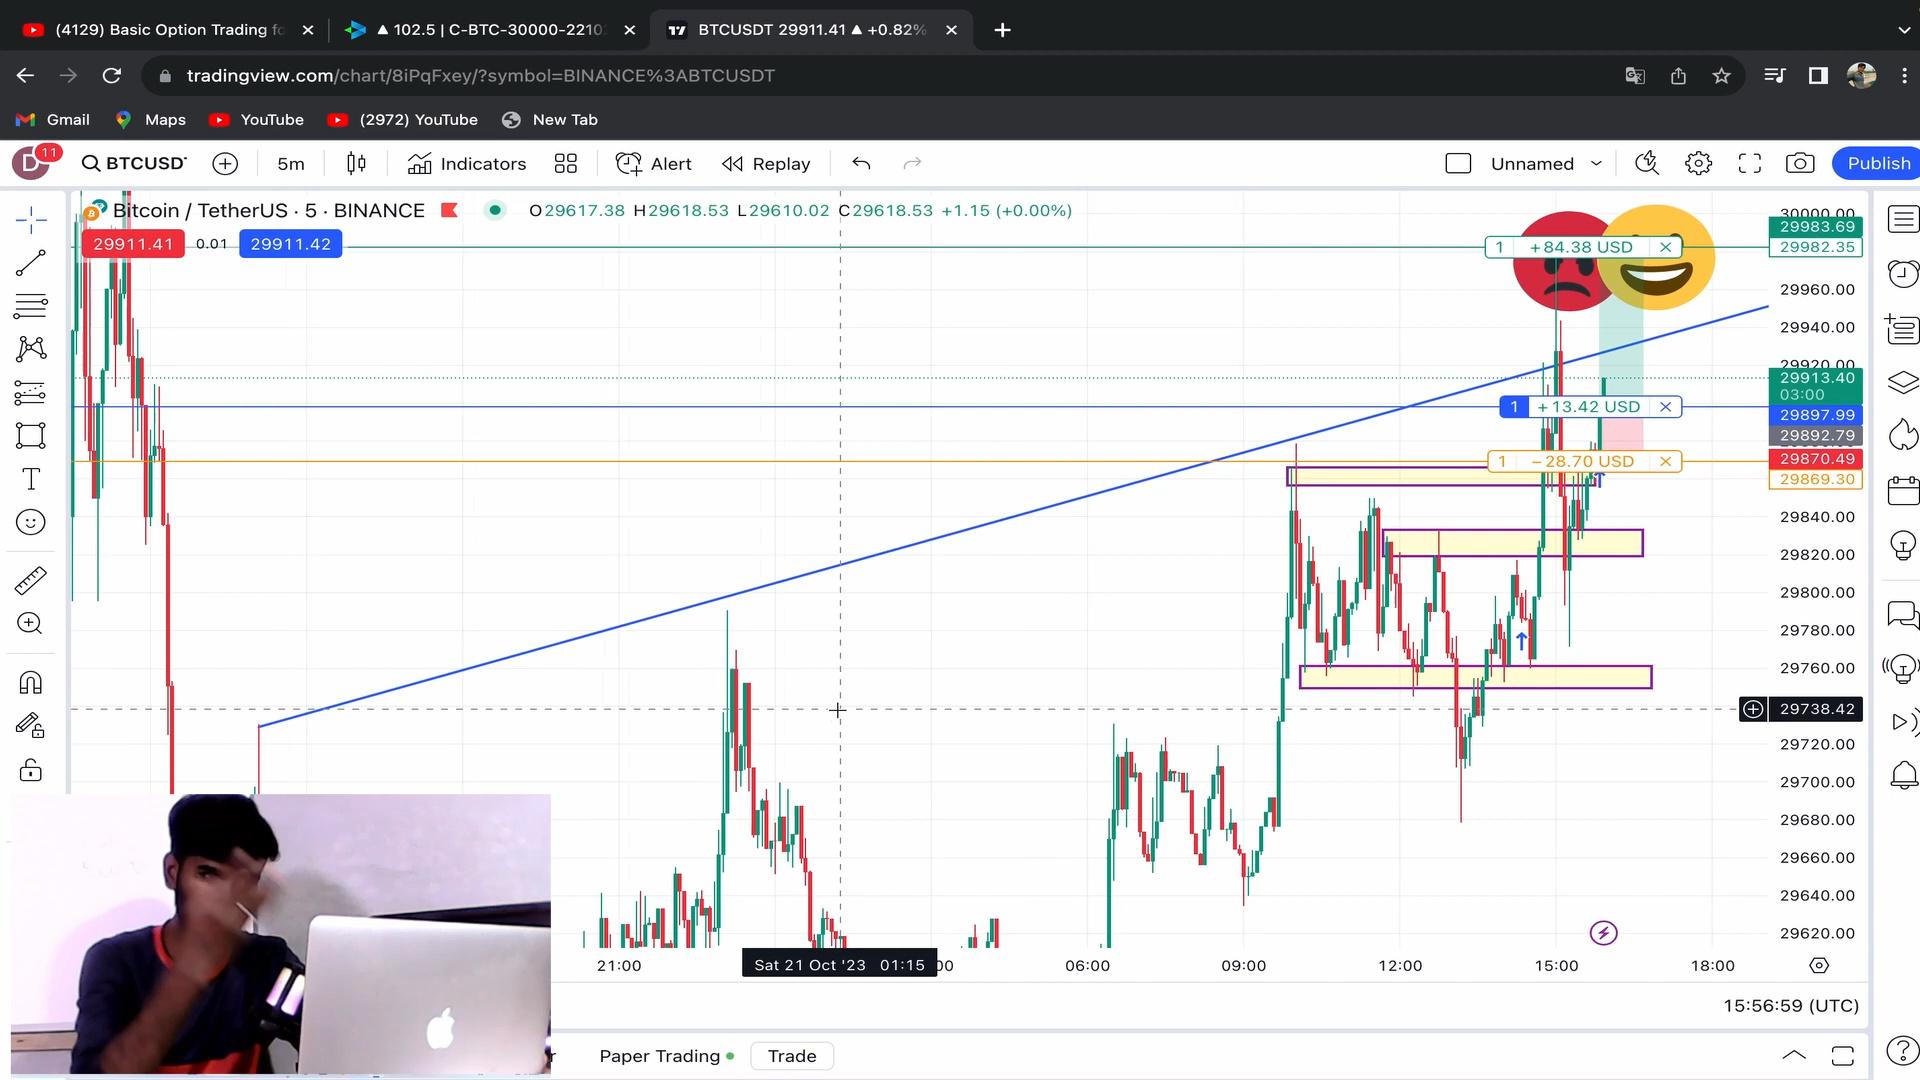 (4129) Basic Option Trading fo
▲ 102.5 | C-BTC-30000-2210
BTCUSDT 29911.41 ▲ +0.82%
tradingview.com/chart/8iPqFxey/?symbol=BINANCE%3ABTCUSDT
Gmail
Maps
YouTube
(2972) YouTube
New Tab
D
11
BTCUSD
5m
Indicators
Alert
Replay
Unnamed
Publish
Bitcoin / TetherUS · 5 · BINANCE
O29617.38 H29618.53 L29610.02 C29618.53 +1.15 (+0.00%)
29911.41
0.01
29911.42
30000.00
29983.69
1 +84.38 USD
29982.35
29960.00
29940.00
29920.00
29913.40
03:00
1 +13.42 USD
29897.99
29892.79
1 −28.70 USD
29870.49
29869.30
29840.00
29820.00
29800.00
29780.00
29760.00
29738.42
29720.00
29700.00
29680.00
29660.00
29640.00
29620.00
21:00
Sat 21 Oct '23 01:15
06:00
09:00
12:00
15:00
18:00
15:56:59 (UTC)
Paper Trading
Trade